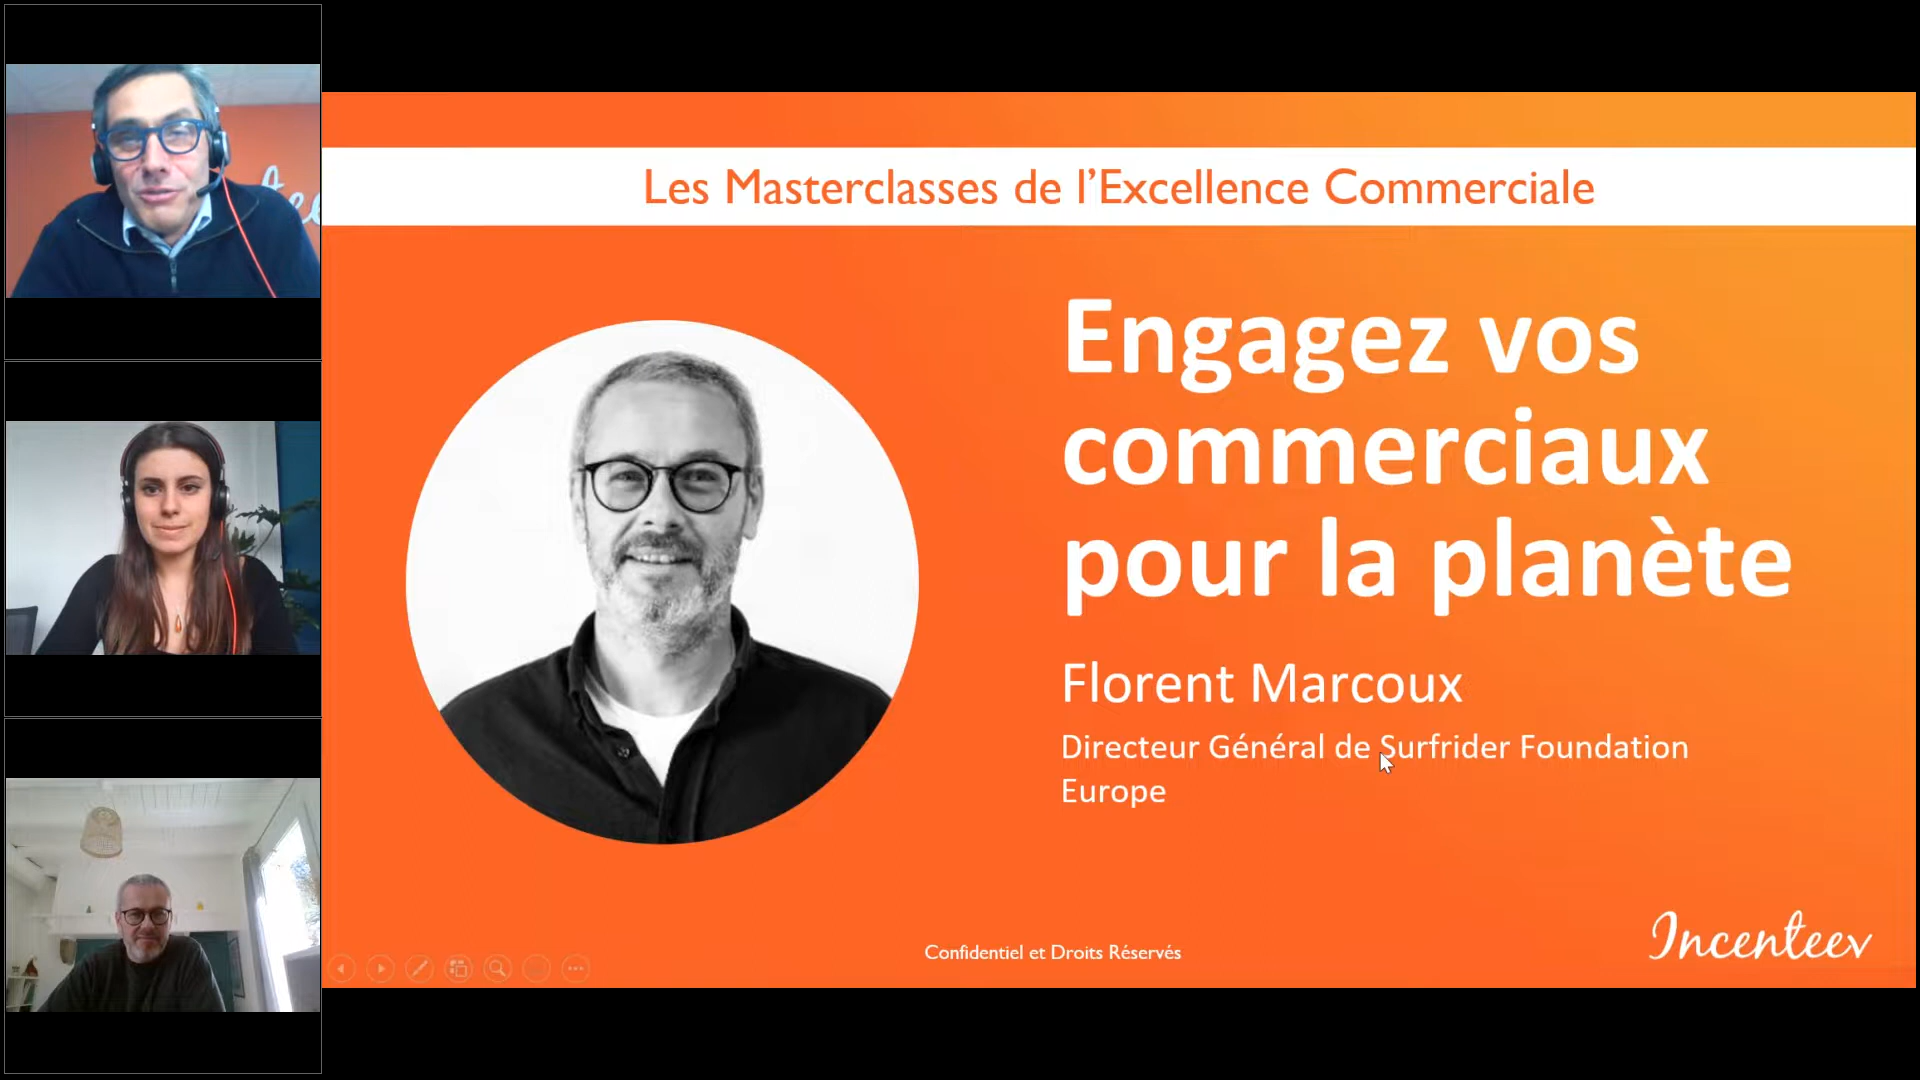 Les Masterclasses de l’Excellence Commerciale
Engagez vos
commerciaux
pour la planète
Florent Marcoux
Directeur Général de Surfrider Foundation
Europe
Confidentiel et Droits Réservés
Incenteev